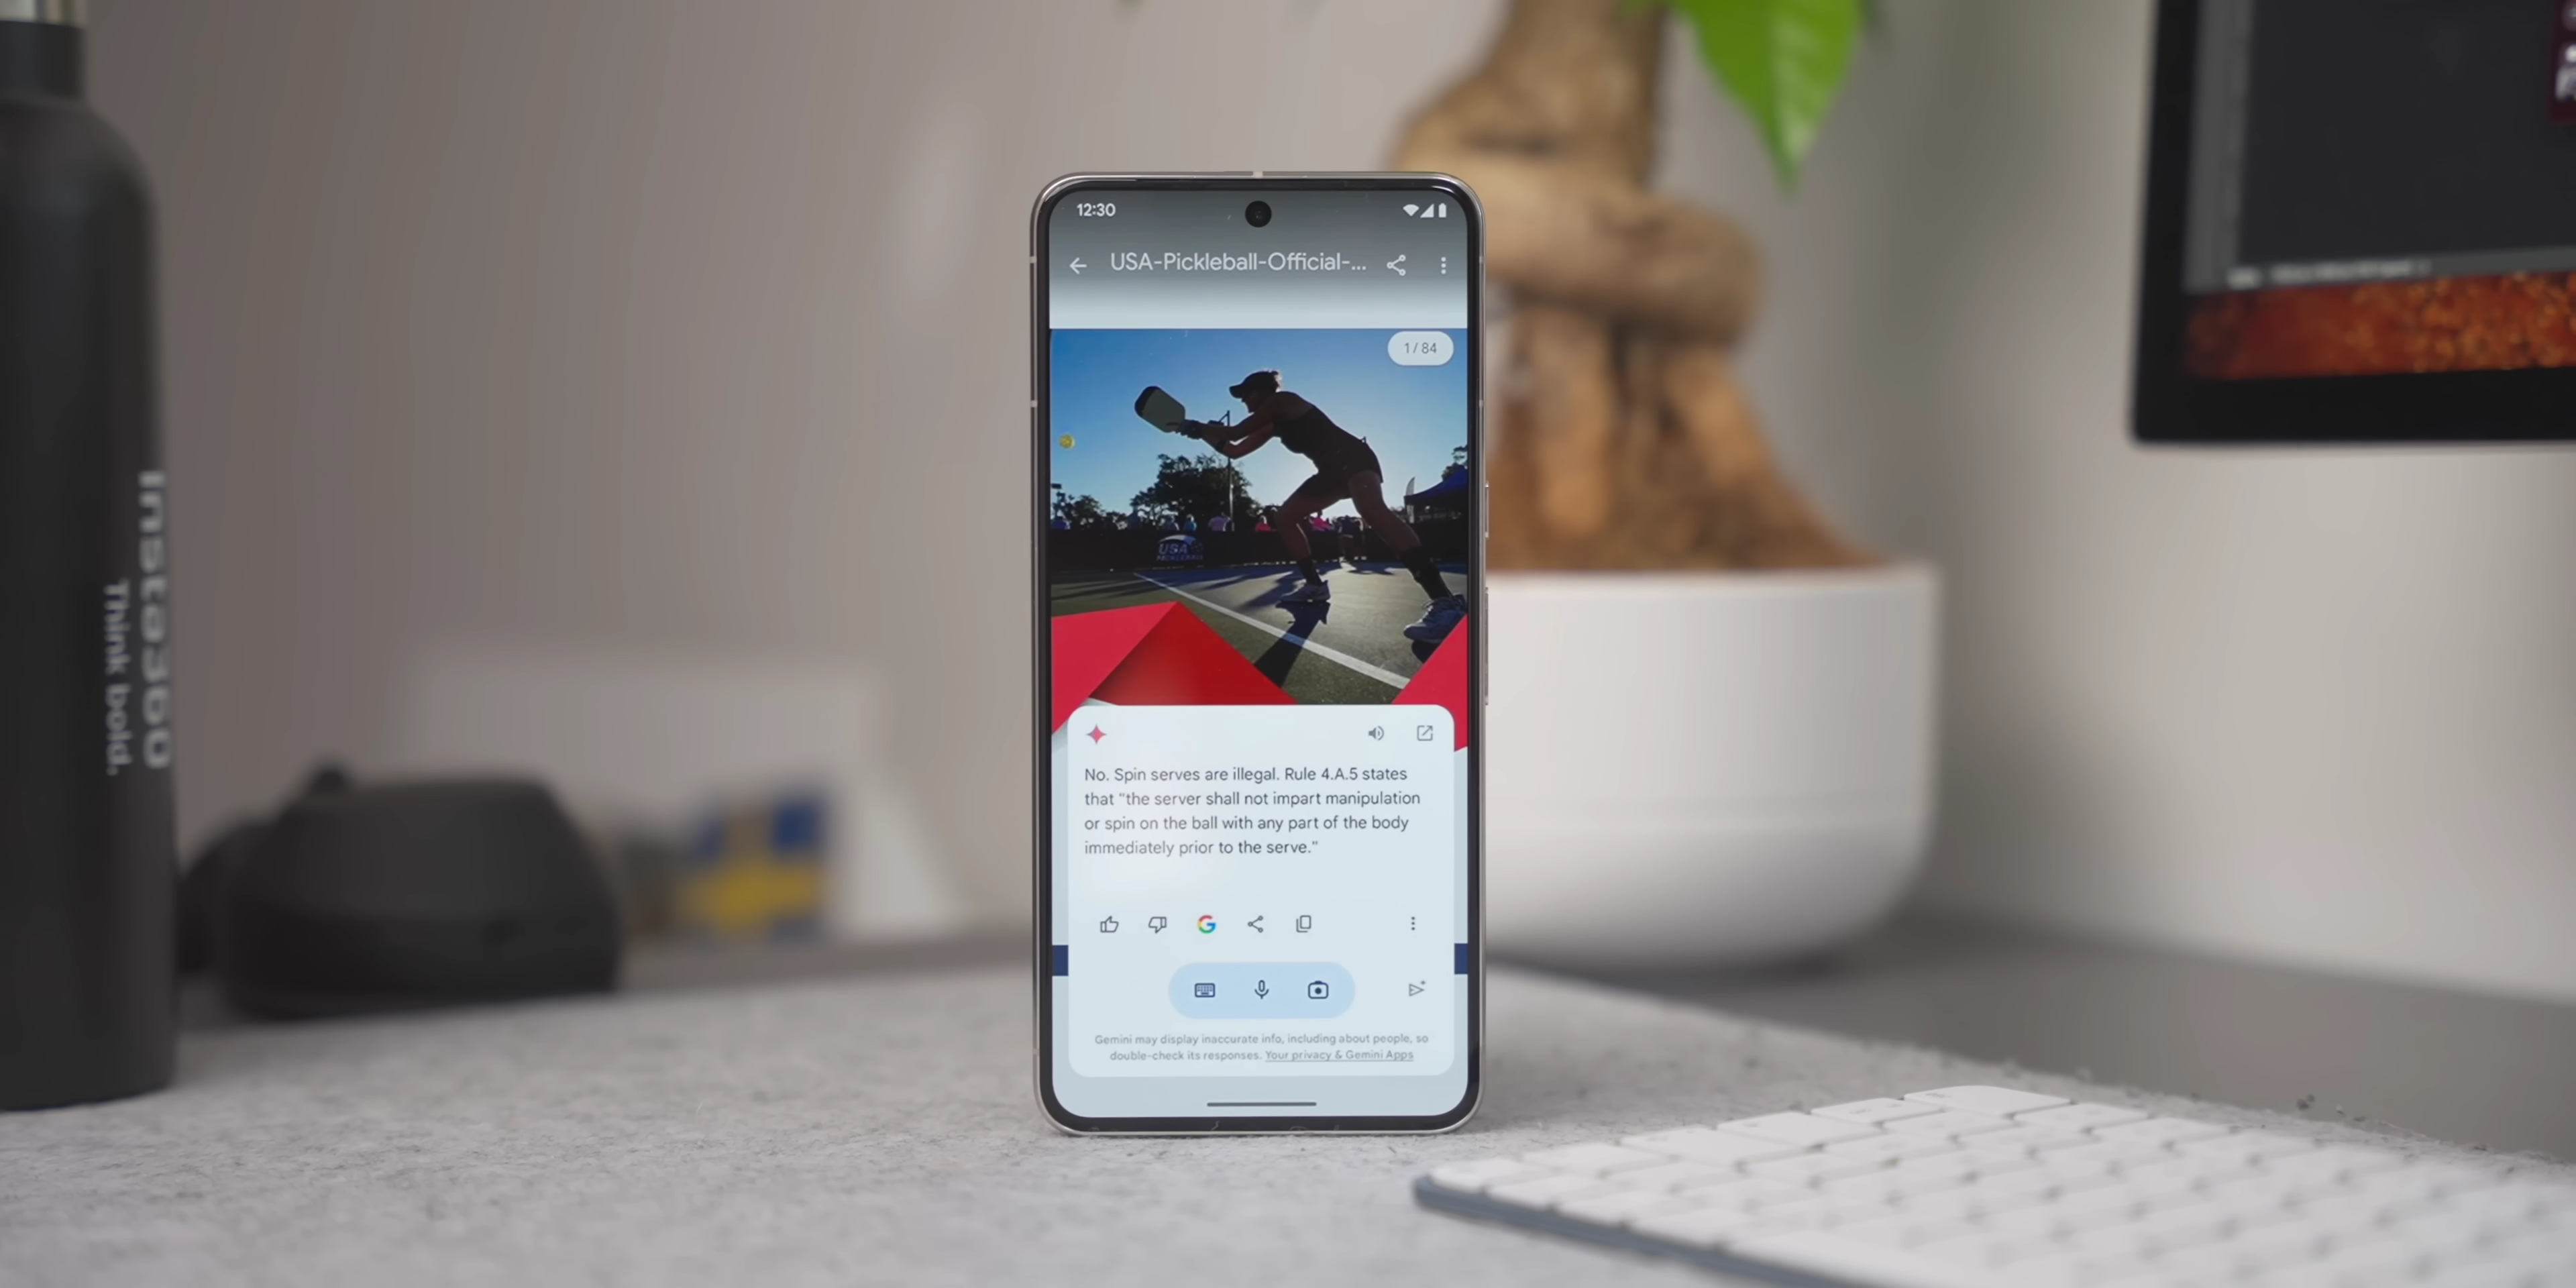 Insta360
Think bold.
12:30
USA-Pickleball-Official-...
1 / 84
USA
PICKLEBALL
No. Spin serves are illegal. Rule 4.A.5 states
that "the server shall not impart manipulation
or spin on the ball with any part of the body
immediately prior to the serve."
Gemini may display inaccurate info, including about people, so
double-check its responses. Your privacy & Gemini Apps